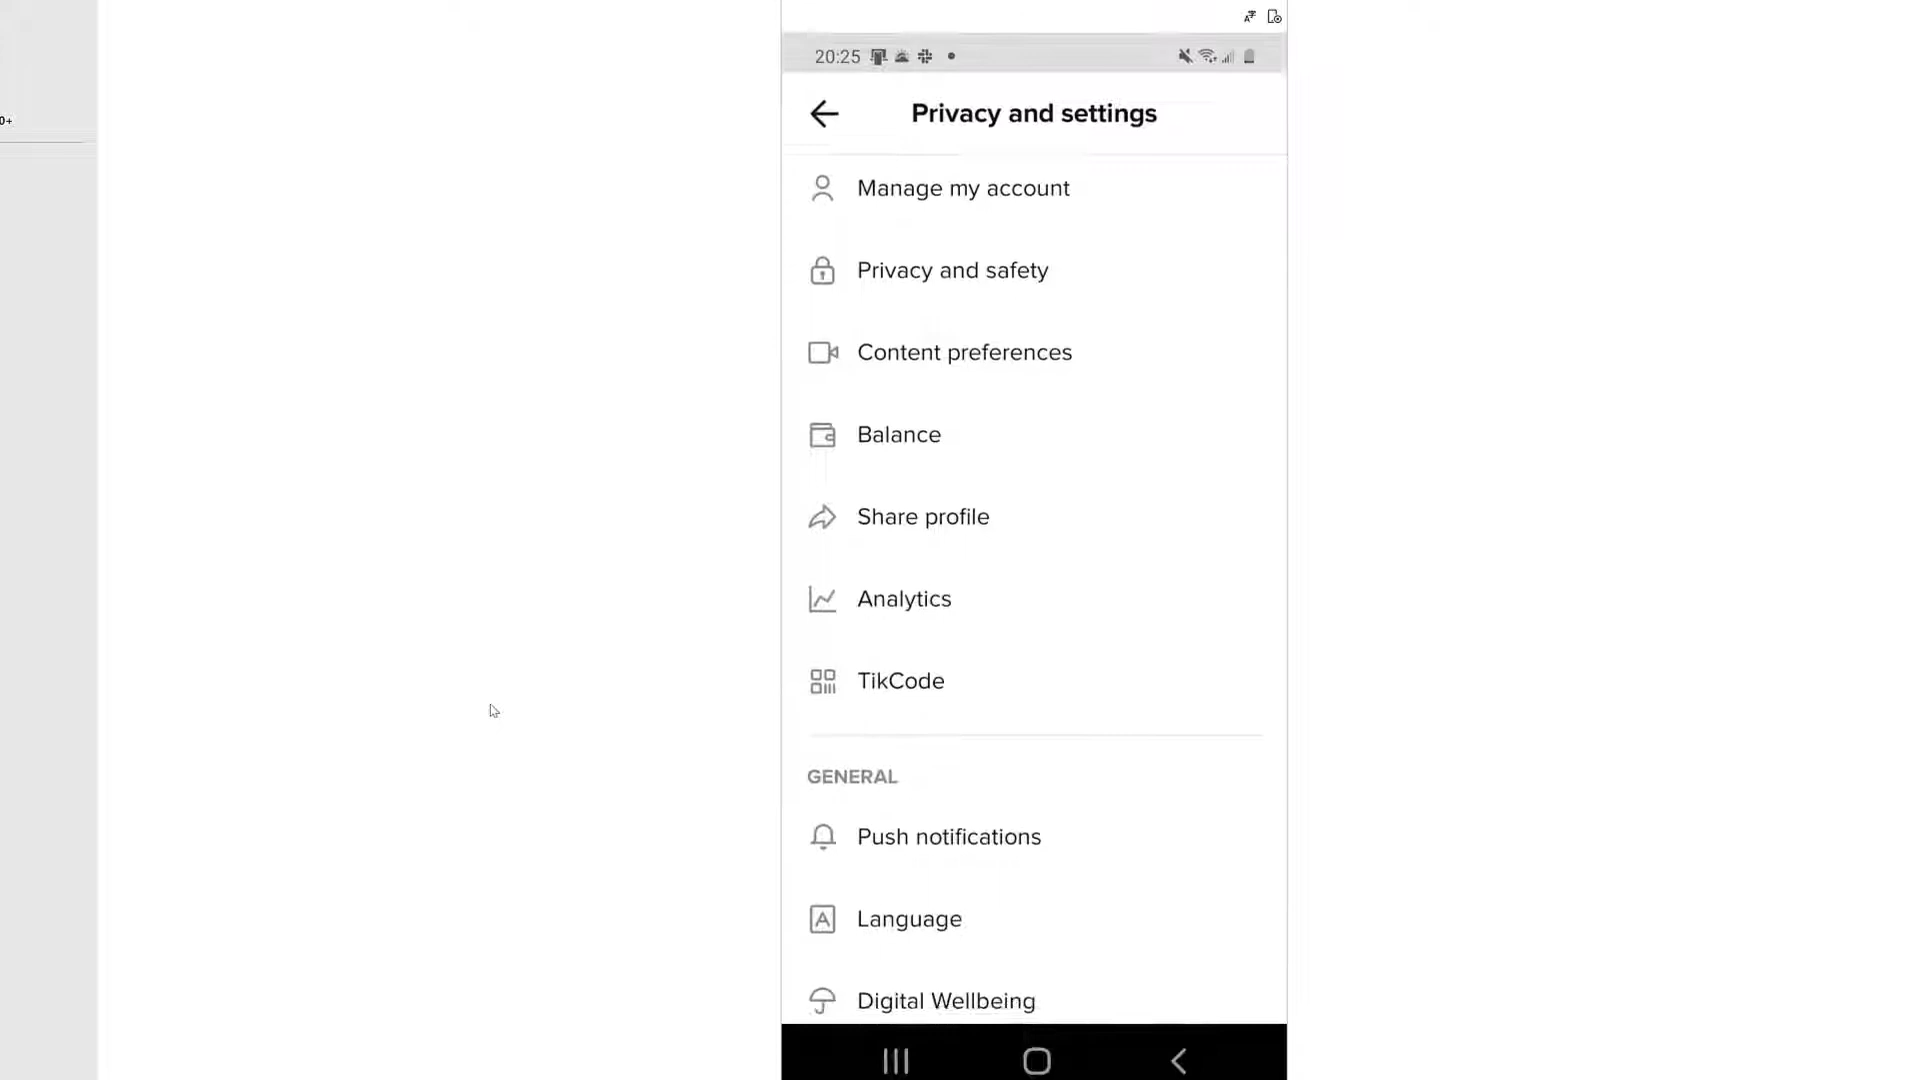 0+
20:25
Privacy and settings
Manage my account
Privacy and safety
Content preferences
Balance
Share profile
Analytics
TikCode
GENERAL
Push notifications
Language
Digital Wellbeing